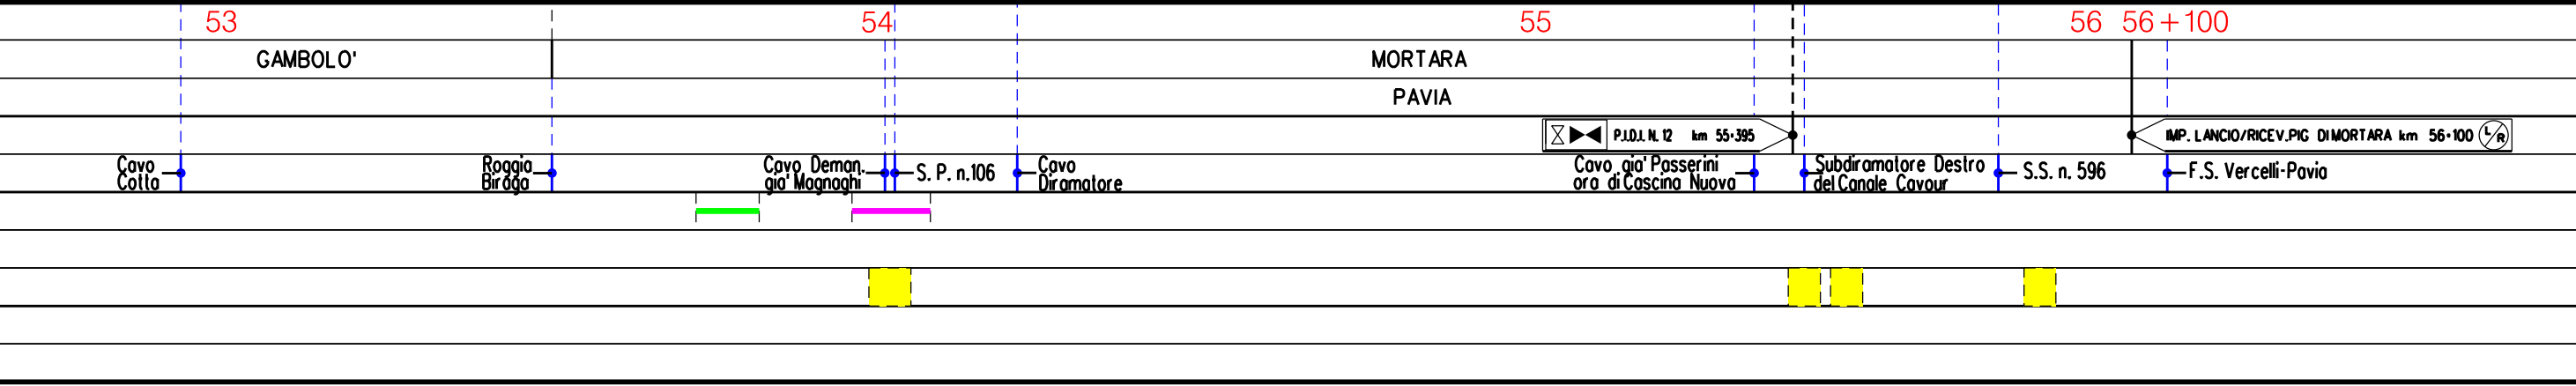 53 54 55 56 56+100
GAMBOLO' MORTARA
PAVIA
P.I.D.I. N. 12 km 55+395 IMP. LANCIO/RICEV.PIG DI MORTARA km 56+100 L/R
Cavo
Cotta
Roggia
Biraga
Cavo Deman.
gia' Magnaghi
S. P. n.106
Cavo
Diramatore
Cavo gia' Passerini
ora di Cascina Nuova
Subdiramatore Destro
del Canale Cavour
S.S. n. 596
F.S. Vercelli-Pavia